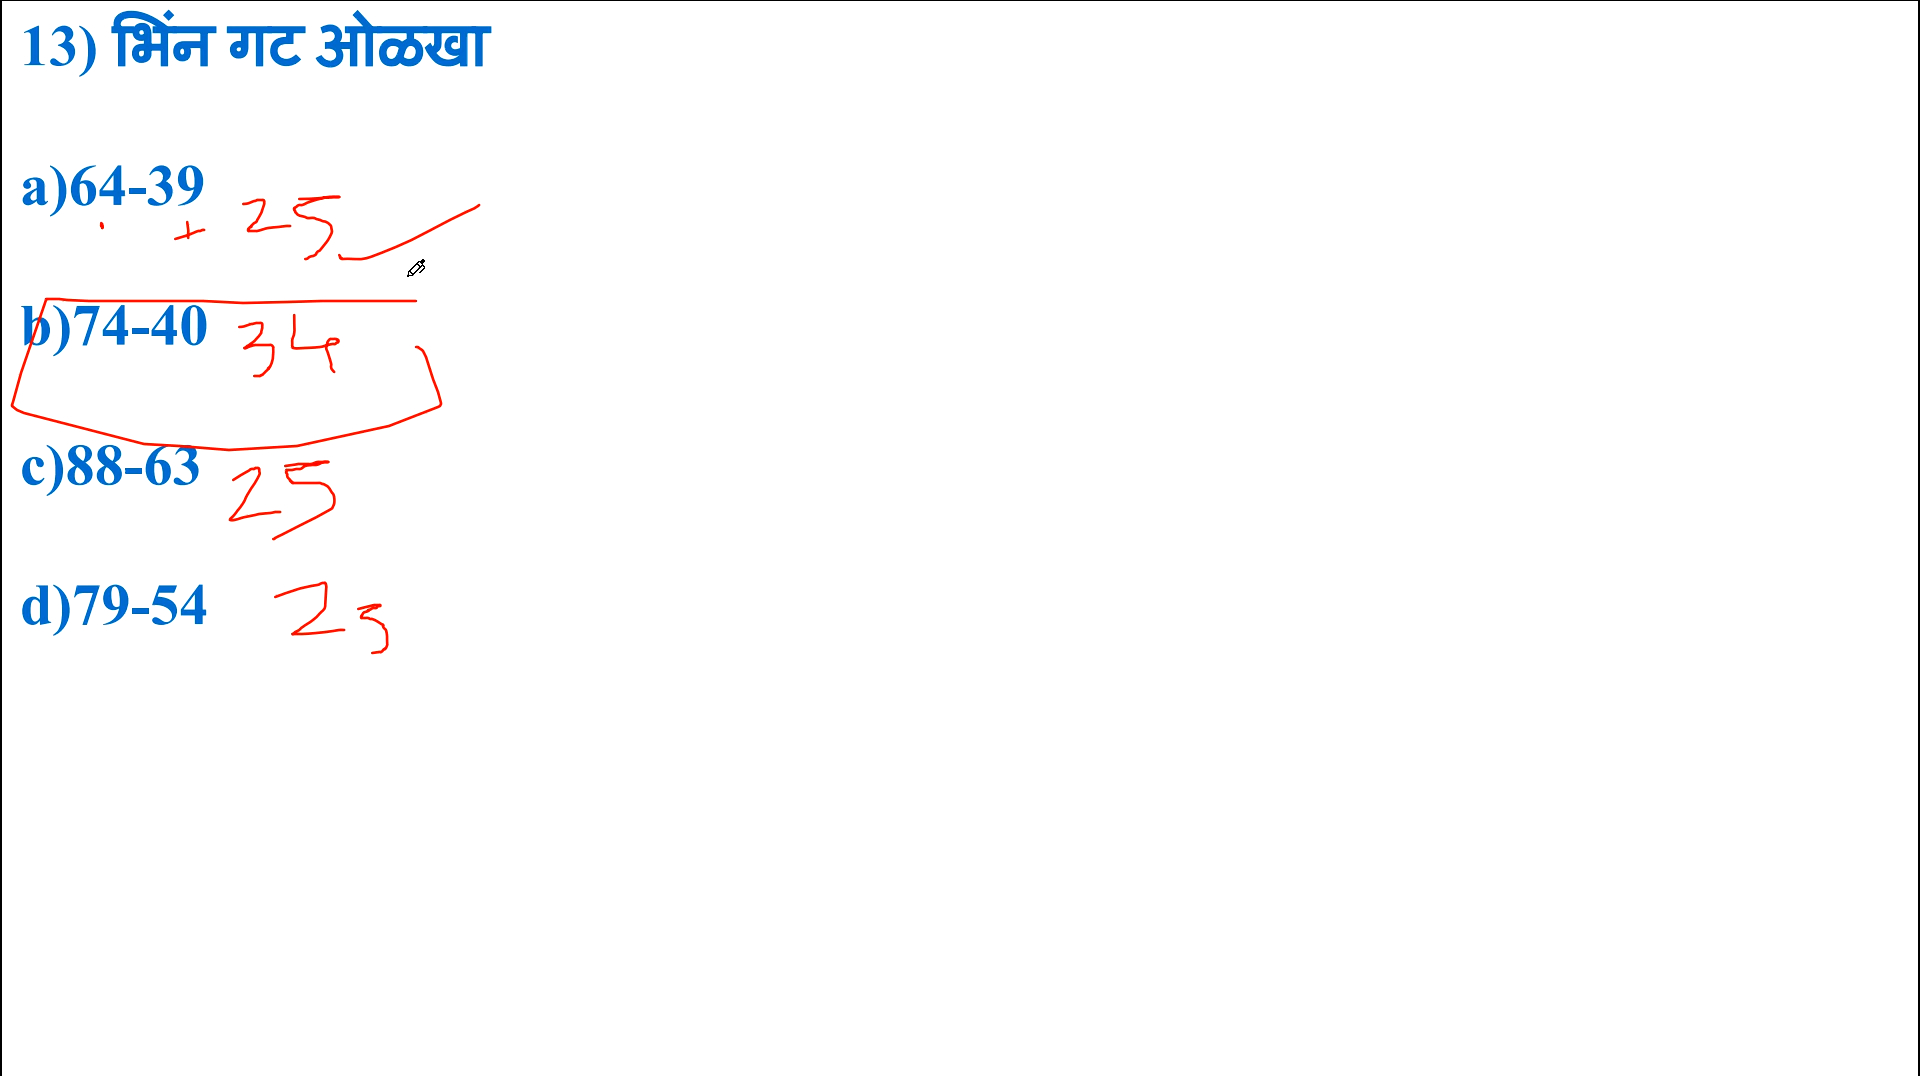 13) भिंन गट ओळखा
a)64-39 25
b)74-40 34
c)88-63 25
d)79-54 25